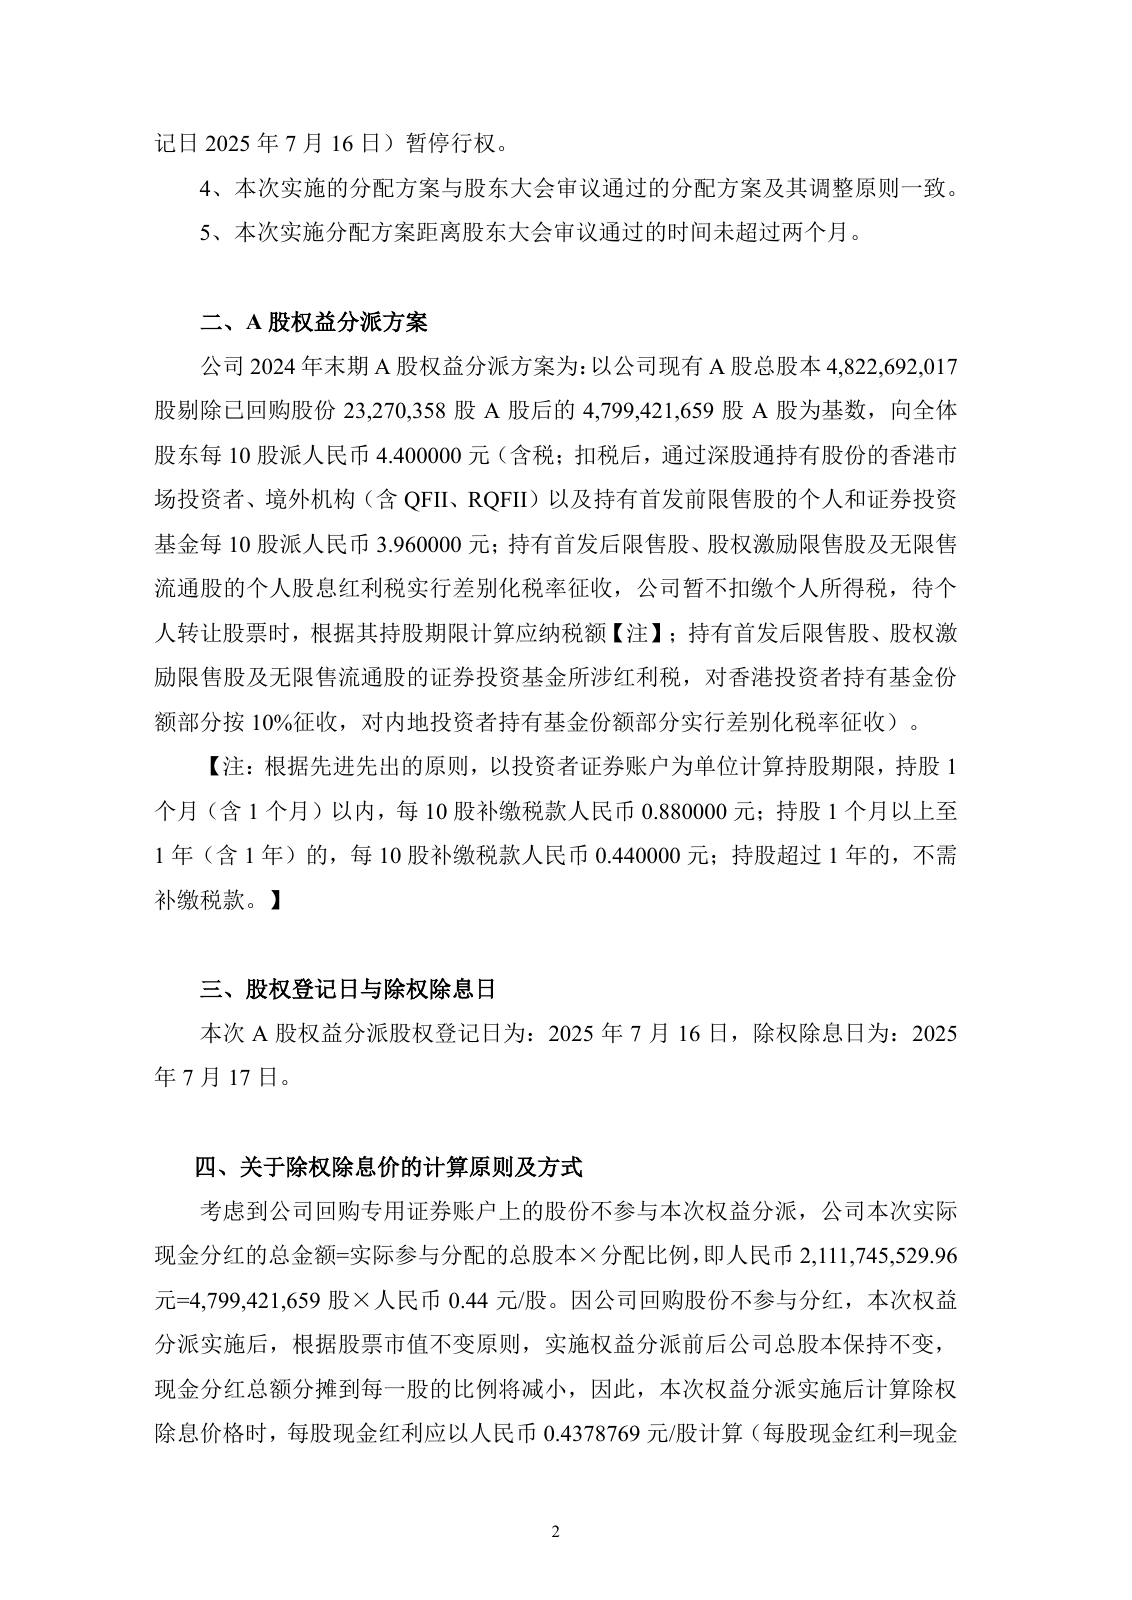 记日 2025 年 7 月 16 日）暂停行权。
4、本次实施的分配方案与股东大会审议通过的分配方案及其调整原则一致。
5、本次实施分配方案距离股东大会审议通过的时间未超过两个月。
二、A 股权益分派方案
公司 2024 年末期 A 股权益分派方案为：以公司现有 A 股总股本 4,822,692,017
股剔除已回购股份 23,270,358 股 A 股后的 4,799,421,659 股 A 股为基数，向全体
股东每 10 股派人民币 4.400000 元（含税；扣税后，通过深股通持有股份的香港市
场投资者、境外机构（含 QFII、RQFII）以及持有首发前限售股的个人和证券投资
基金每 10 股派人民币 3.960000 元；持有首发后限售股、股权激励限售股及无限售
流通股的个人股息红利税实行差别化税率征收，公司暂不扣缴个人所得税，待个
人转让股票时，根据其持股期限计算应纳税额【注】；持有首发后限售股、股权激
励限售股及无限售流通股的证券投资基金所涉红利税，对香港投资者持有基金份
额部分按 10%征收，对内地投资者持有基金份额部分实行差别化税率征收）。
【注：根据先进先出的原则，以投资者证券账户为单位计算持股期限，持股 1
个月（含 1 个月）以内，每 10 股补缴税款人民币 0.880000 元；持股 1 个月以上至
1 年（含 1 年）的，每 10 股补缴税款人民币 0.440000 元；持股超过 1 年的，不需
补缴税款。】
三、股权登记日与除权除息日
本次 A 股权益分派股权登记日为：2025 年 7 月 16 日，除权除息日为：2025
年 7 月 17 日。
四、关于除权除息价的计算原则及方式
考虑到公司回购专用证券账户上的股份不参与本次权益分派，公司本次实际
现金分红的总金额=实际参与分配的总股本×分配比例，即人民币 2,111,745,529.96
元=4,799,421,659 股×人民币 0.44 元/股。因公司回购股份不参与分红，本次权益
分派实施后，根据股票市值不变原则，实施权益分派前后公司总股本保持不变，
现金分红总额分摊到每一股的比例将减小，因此，本次权益分派实施后计算除权
除息价格时，每股现金红利应以人民币 0.4378769 元/股计算（每股现金红利=现金
2